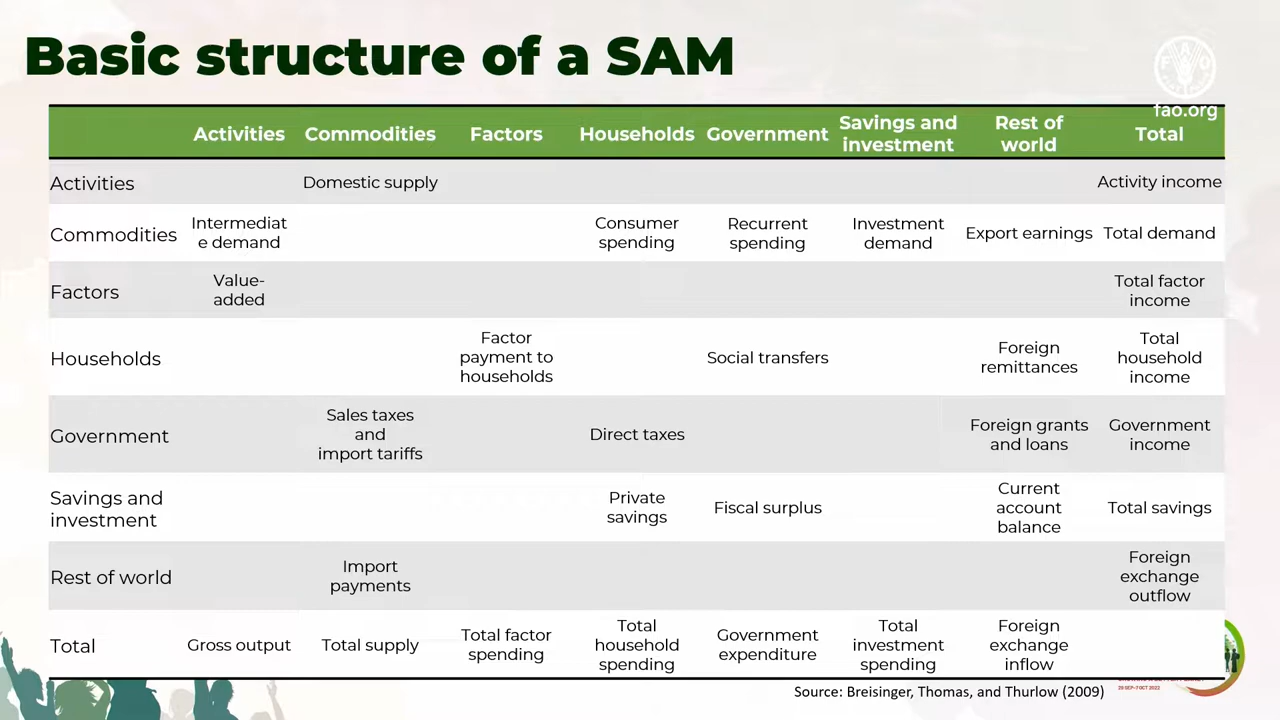 Basic structure of a SAM
fao.org
Activities Commodities Factors Households Government Savings and investment Rest of world Total
Activities Domestic supply Activity income
Commodities Intermediat e demand Consumer spending Recurrent spending Investment demand Export earnings Total demand
Factors Value-added Total factor income
Households Factor payment to households Social transfers Foreign remittances Total household income
Government Sales taxes and import tariffs Direct taxes Foreign grants and loans Government income
Savings and investment Private savings Fiscal surplus Current account balance Total savings
Rest of world Import payments Foreign exchange outflow
Total Gross output Total supply Total factor spending Total household spending Government expenditure Total investment spending Foreign exchange inflow
Source: Breisinger, Thomas, and Thurlow (2009)